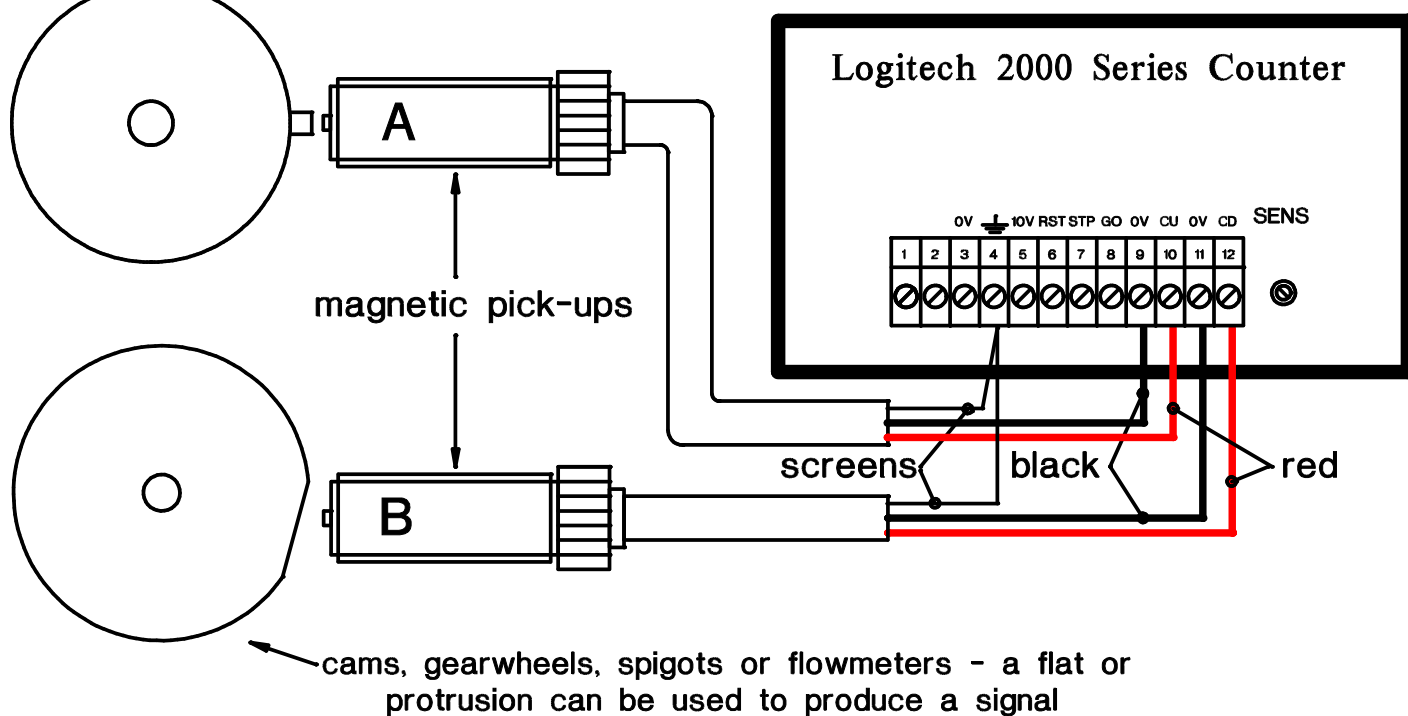 Logitech 2000 Series Counter
A
magnetic pick-ups
0V 10V RST STP GO 0V CU 0V CD SENS
1 2 3 4 5 6 7 8 9 10 11 12
screens black red
B
cams, gearwheels, spigots or flowmeters - a flat or
protrusion can be used to produce a signal